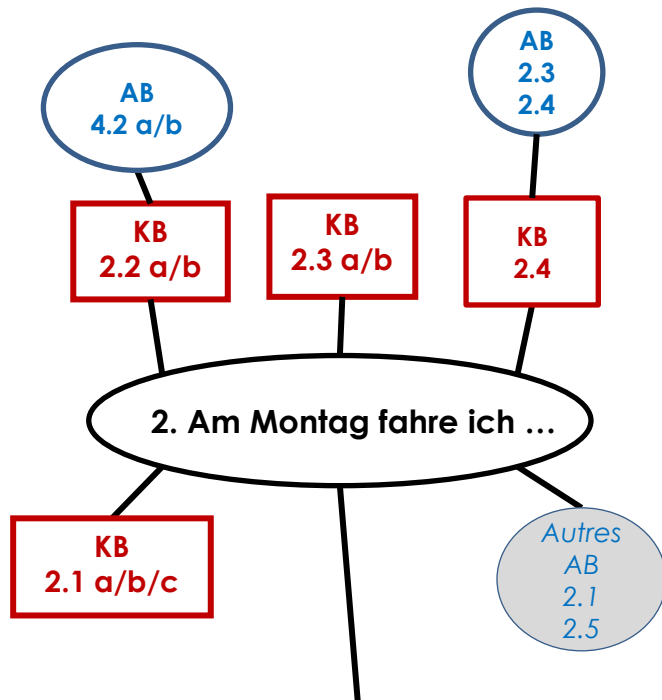 AB
4.2 a/b
AB
2.3
2.4
KB
2.2 a/b
KB
2.3 a/b
KB
2.4
2. Am Montag fahre ich …
KB
2.1 a/b/c
Autres
AB
2.1
2.5